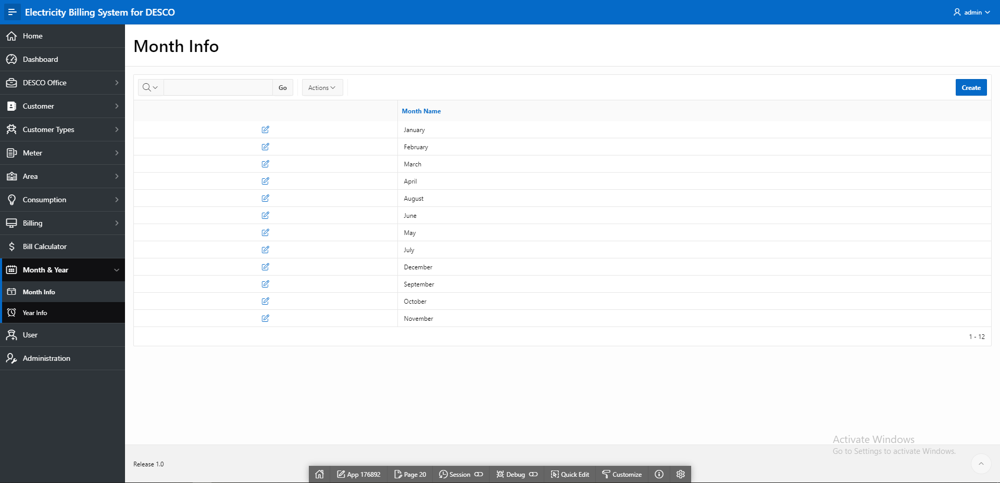 Electricity Billing System for DESCO
admin
Home
Dashboard
DESCO Office
Customer
Customer Types
Meter
Area
Consumption
Billing
Bill Calculator
Month & Year
Month Info
Year Info
User
Administration
Month Info
Go
Actions
Create
Month Name
January
February
March
April
August
June
May
July
December
September
October
November
1 - 12
Activate Windows
Go to Settings to activate Windows.
Release 1.0
App 176892
Page 20
Session
Debug
Quick Edit
Customize